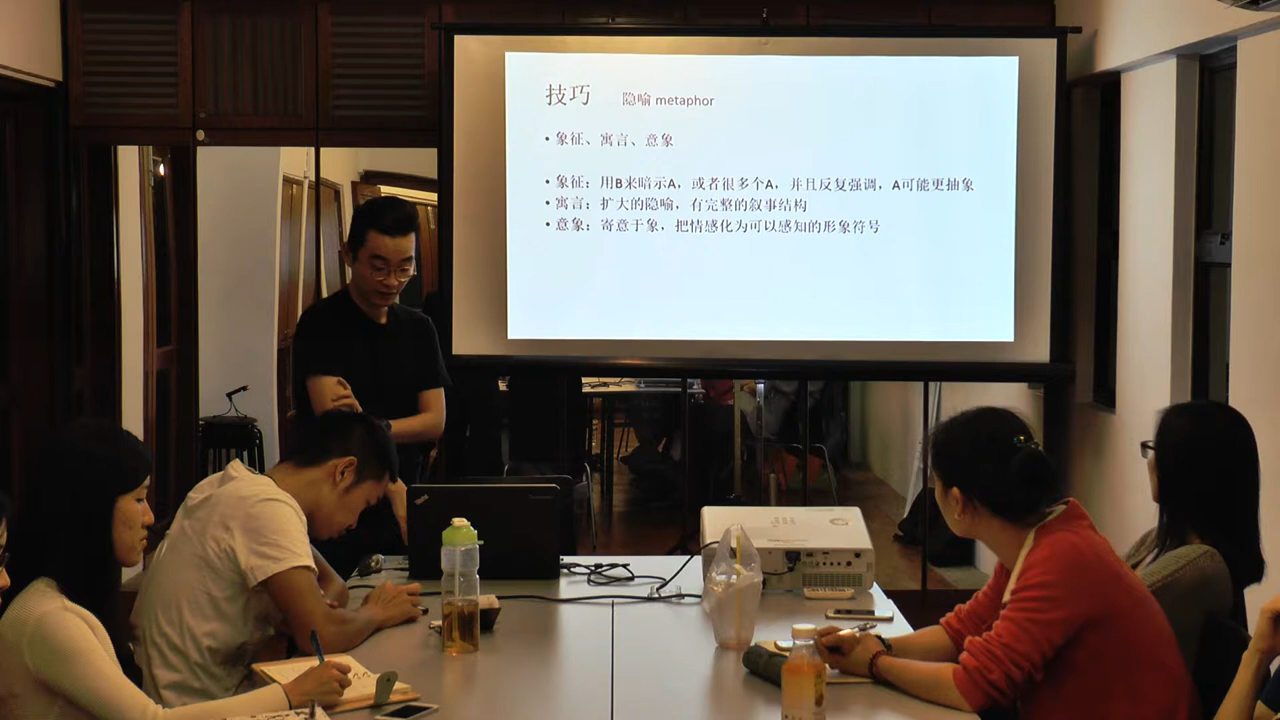 技巧 隐喻 metaphor
• 象征、寓言、意象
• 象征：用B来暗示A，或者很多个A，并且反复强调，A可能更抽象
• 寓言：扩大的隐喻，有完整的叙事结构
• 意象：寄意于象，把情感化为可以感知的形象符号